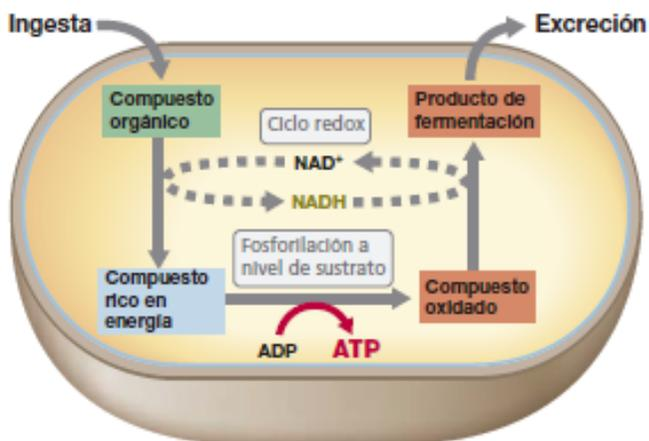 Ingesta
Excreción
Compuesto
orgánico
Producto de
fermentación
Ciclo redox
NAD+
NADH
Fosforilación a
nivel de sustrato
Compuesto
rico en
energía
Compuesto
oxidado
ADP
ATP